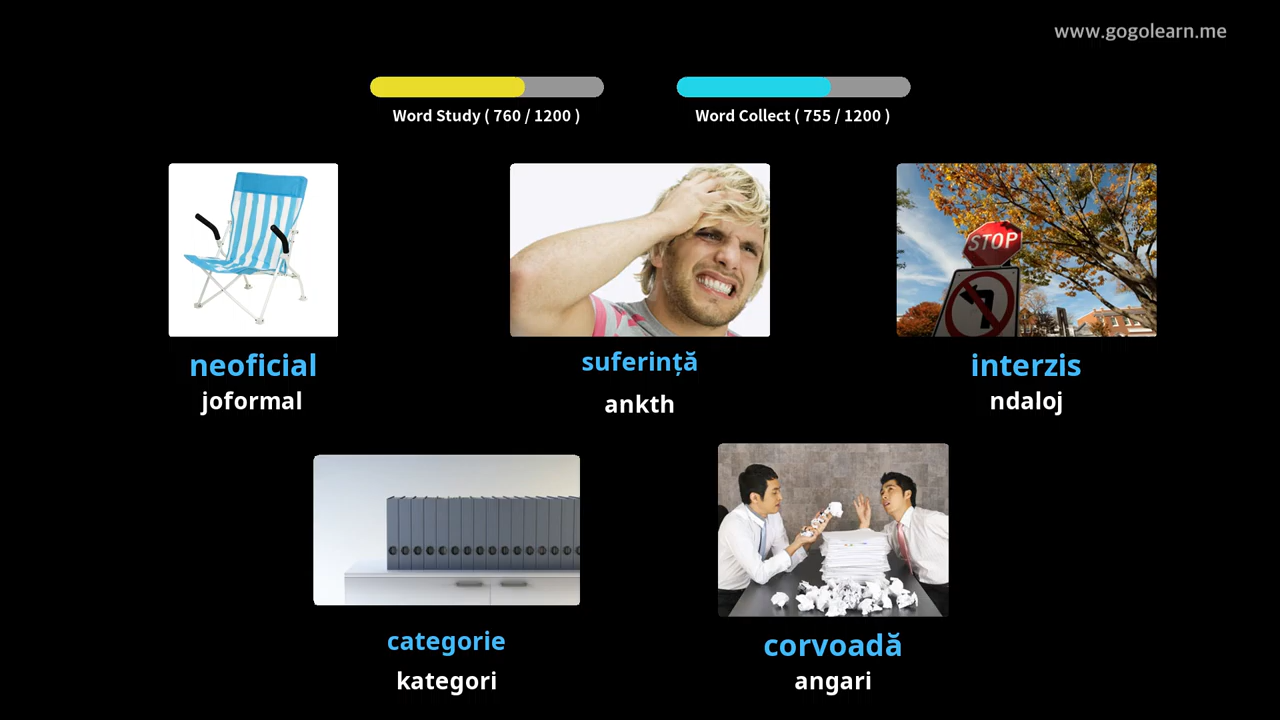 www.gogolearn.me
Word Study ( 760 / 1200 )
Word Collect ( 755 / 1200 )
STOP
neoficial
joformal
suferință
ankth
interzis
ndaloj
categorie
kategori
corvoadă
angari